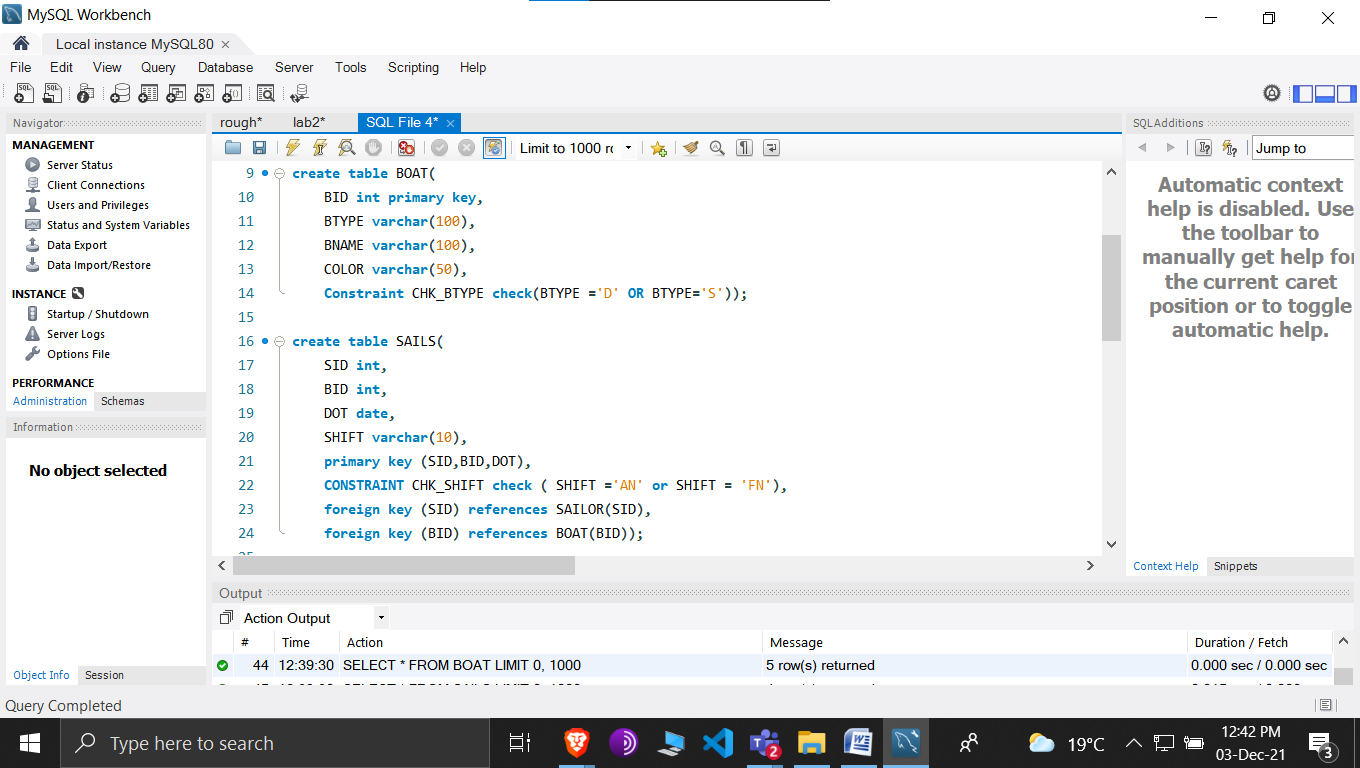 MySQL Workbench
Local instance MySQL80
File Edit View Query Database Server Tools Scripting Help
Navigator
MANAGEMENT
Server Status
Client Connections
Users and Privileges
Status and System Variables
Data Export
Data Import/Restore
INSTANCE
Startup / Shutdown
Server Logs
Options File
PERFORMANCE
Administration Schemas
Information
No object selected
Object Info Session
rough* lab2* SQL File 4*
Limit to 1000 rc
9 create table BOAT(
10 BID int primary key,
11 BTYPE varchar(100),
12 BNAME varchar(100),
13 COLOR varchar(50),
14 Constraint CHK_BTYPE check(BTYPE ='D' OR BTYPE='S'));
15
16 create table SAILS(
17 SID int,
18 BID int,
19 DOT date,
20 SHIFT varchar(10),
21 primary key (SID,BID,DOT),
22 CONSTRAINT CHK_SHIFT check ( SHIFT ='AN' or SHIFT = 'FN'),
23 foreign key (SID) references SAILOR(SID),
24 foreign key (BID) references BOAT(BID));
SQLAdditions
Jump to
Automatic context
help is disabled. Use
the toolbar to
manually get help for
the current caret
position or to toggle
automatic help.
Context Help Snippets
Output
Action Output
# Time Action Message Duration / Fetch
44 12:39:30 SELECT * FROM BOAT LIMIT 0, 1000 5 row(s) returned 0.000 sec / 0.000 sec
Query Completed
Type here to search
2
19°C
12:42 PM
03-Dec-21
3